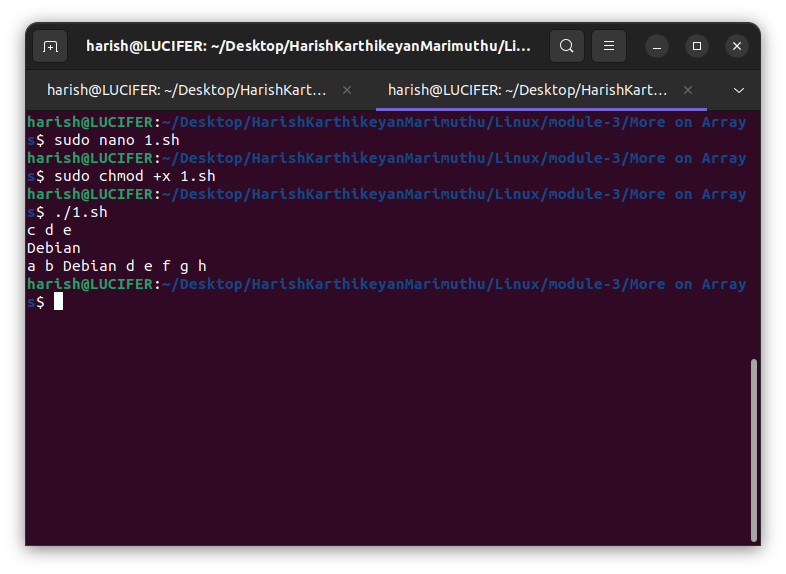 harish@LUCIFER: ~/Desktop/HarishKarthikeyanMarimuthu/Li...
harish@LUCIFER: ~/Desktop/HarishKart... harish@LUCIFER: ~/Desktop/HarishKart...
harish@LUCIFER:~/Desktop/HarishKarthikeyanMarimuthu/Linux/module-3/More on Array
s$ sudo nano 1.sh
harish@LUCIFER:~/Desktop/HarishKarthikeyanMarimuthu/Linux/module-3/More on Array
s$ sudo chmod +x 1.sh
harish@LUCIFER:~/Desktop/HarishKarthikeyanMarimuthu/Linux/module-3/More on Array
s$ ./1.sh
c d e
Debian
a b Debian d e f g h
harish@LUCIFER:~/Desktop/HarishKarthikeyanMarimuthu/Linux/module-3/More on Array
s$